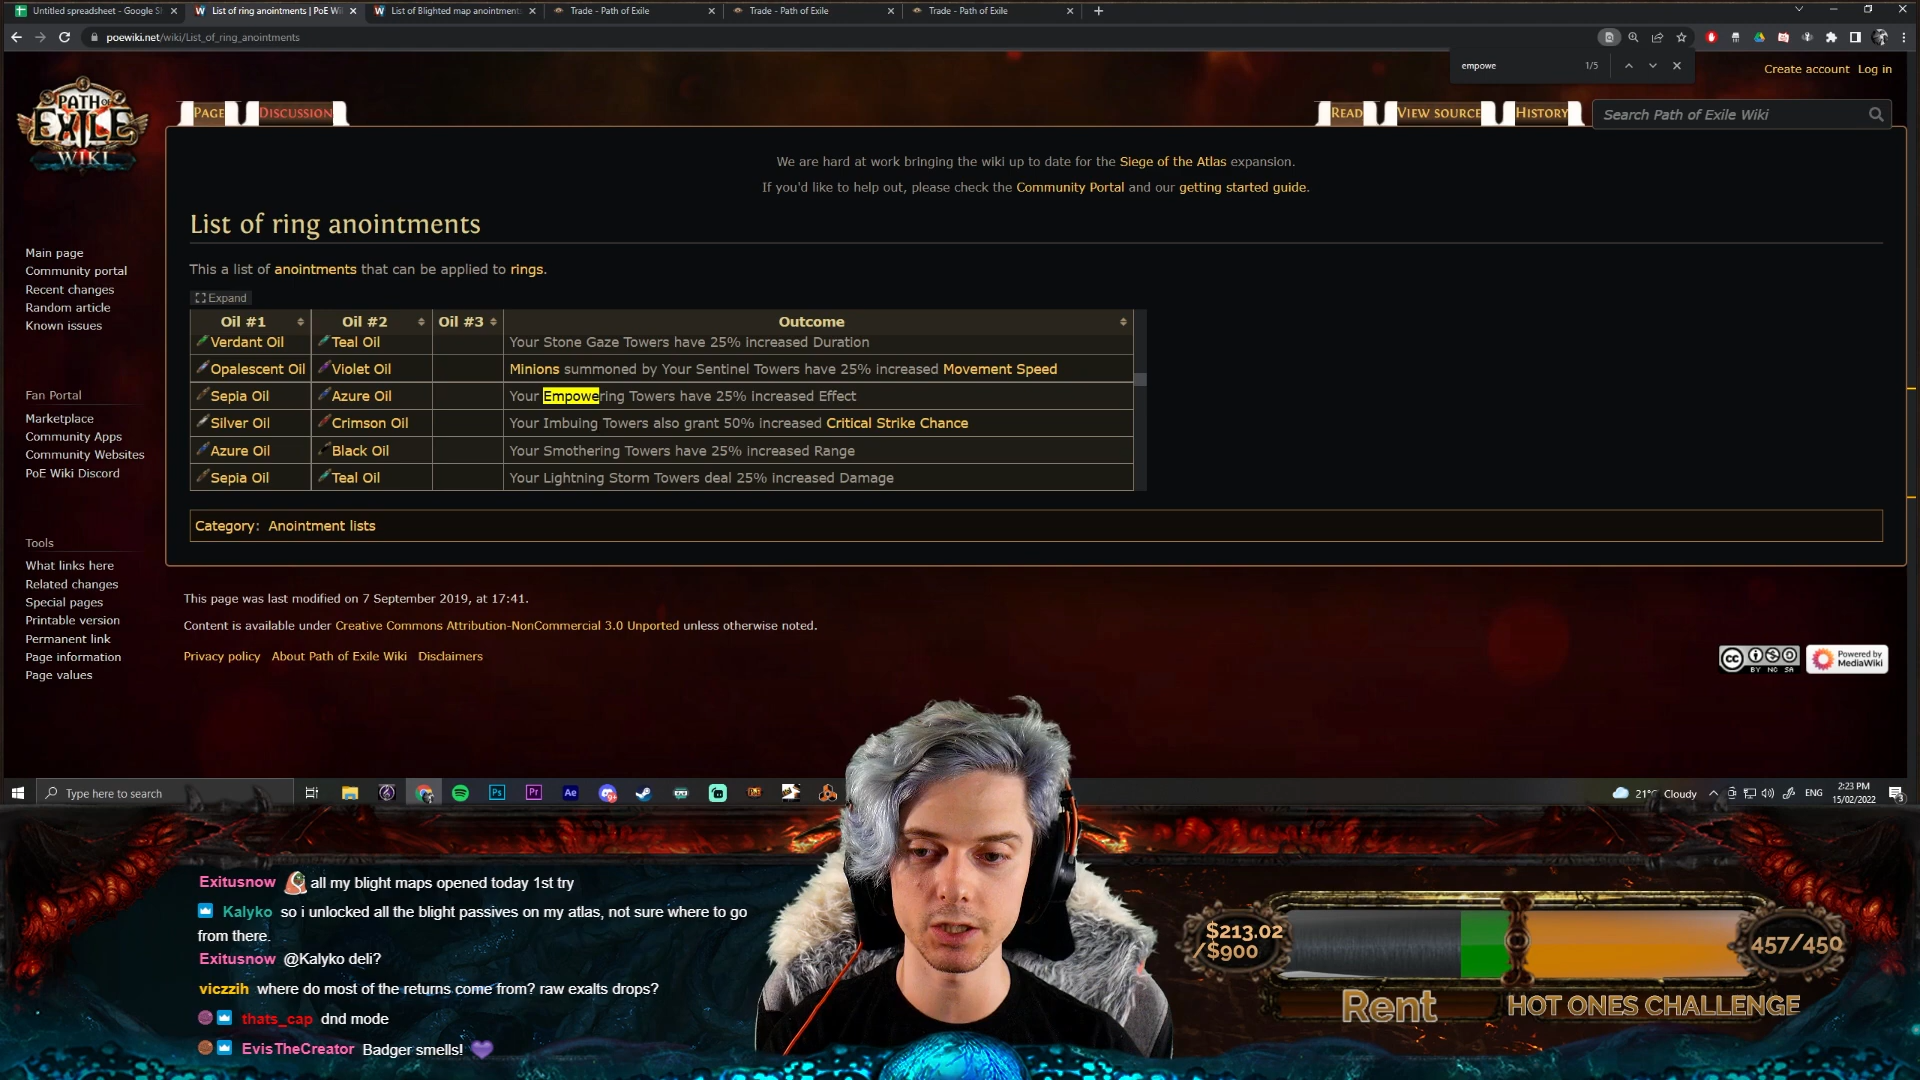 Untitled spreadsheet - Google S
List of ring anointments | PoE Wi
List of Blighted map anointment
Trade - Path of Exile
Trade - Path of Exile
Trade - Path of Exile
poewiki.net/wiki/List_of_ring_anointments
empowe 1/5
Create account Log in
PATH OF EXILE WIKI
PAGE DISCUSSION READ VIEW SOURCE HISTORY
Search Path of Exile Wiki
We are hard at work bringing the wiki up to date for the Siege of the Atlas expansion.
If you'd like to help out, please check the Community Portal and our getting started guide.
List of ring anointments
This a list of anointments that can be applied to rings.
Expand
Oil #1 Oil #2 Oil #3 Outcome
Verdant Oil Teal Oil Your Stone Gaze Towers have 25% increased Duration
Opalescent Oil Violet Oil Minions summoned by Your Sentinel Towers have 25% increased Movement Speed
Sepia Oil Azure Oil Your Empowering Towers have 25% increased Effect
Silver Oil Crimson Oil Your Imbuing Towers also grant 50% increased Critical Strike Chance
Azure Oil Black Oil Your Smothering Towers have 25% increased Range
Sepia Oil Teal Oil Your Lightning Storm Towers deal 25% increased Damage
Category: Anointment lists
Main page
Community portal
Recent changes
Random article
Known issues
Fan Portal
Marketplace
Community Apps
Community Websites
PoE Wiki Discord
Tools
What links here
Related changes
Special pages
Printable version
Permanent link
Page information
Page values
This page was last modified on 7 September 2019, at 17:41.
Content is available under Creative Commons Attribution-NonCommercial 3.0 Unported unless otherwise noted.
Privacy policy About Path of Exile Wiki Disclaimers
cc BY NC SA
Powered by MediaWiki
Type here to search
Ps Pr Ae
21°C Cloudy
ENG
2:23 PM
15/02/2022
3
Exitusnow all my blight maps opened today 1st try
Kalyko so i unlocked all the blight passives on my atlas, not sure where to go
from there.
Exitusnow @Kalyko deli?
viczzih where do most of the returns come from? raw exalts drops?
thats_cap dnd mode
EvisTheCreator Badger smells!
$213.02
/$900
457/450
Rent
HOT ONES CHALLENGE